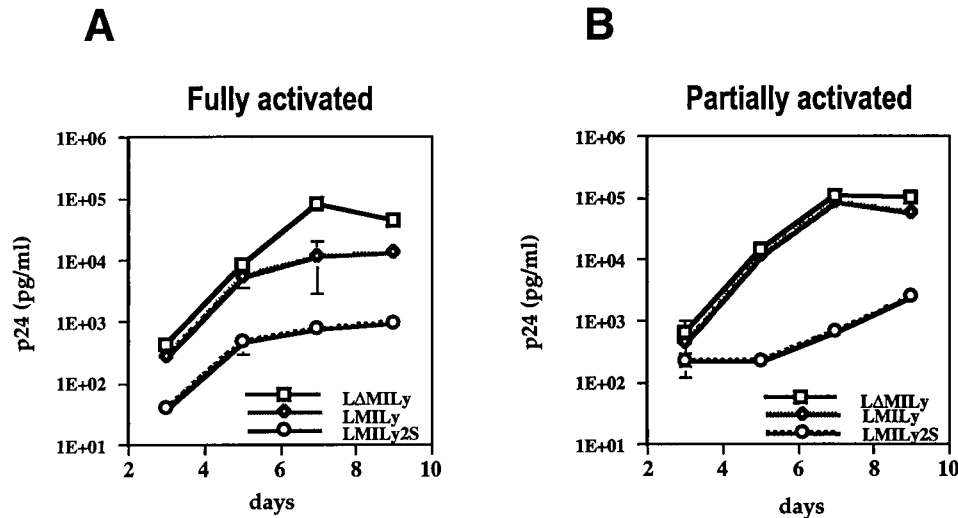 A
Fully activated
1E+06
1E+05
1E+04
1E+03
1E+02
1E+01
p24 (pg/ml)
LΔMILy
LMILy
LMILy2S
2 4 6 8 10
days
B
Partially activated
1E+06
1E+05
1E+04
1E+03
1E+02
1E+01
p24 (pg/ml)
LΔMILy
LMILy
LMILy2S
2 4 6 8 10
days